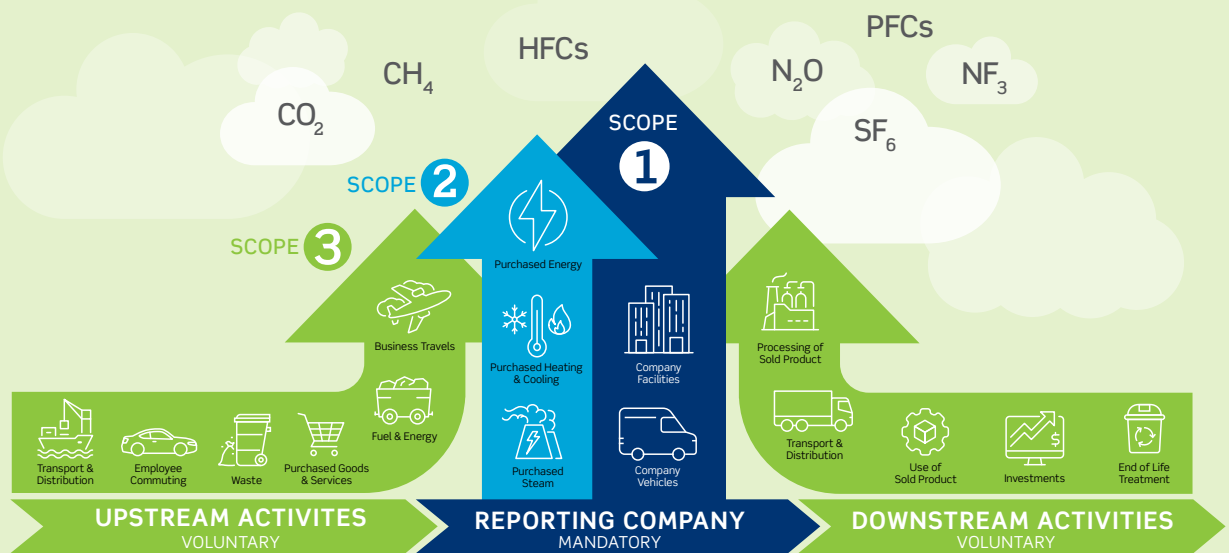 PFCs
HFCs
CH₄
N₂O
NF₃
CO₂
SF₆
SCOPE
1
SCOPE 2
SCOPE 3
Purchased Energy
Business Travels
Purchased Heating
& Cooling
Company
Facilities
Processing of
Sold Product
Fuel & Energy
Transport &
Distribution
Employee
Commuting
Waste
Purchased Goods
& Services
Purchased
Steam
Company
Vehicles
Transport &
Distribution
Use of
Sold Product
$
Investments
End of Life
Treatment
UPSTREAM ACTIVITES
VOLUNTARY
REPORTING COMPANY
MANDATORY
DOWNSTREAM ACTIVITIES
VOLUNTARY